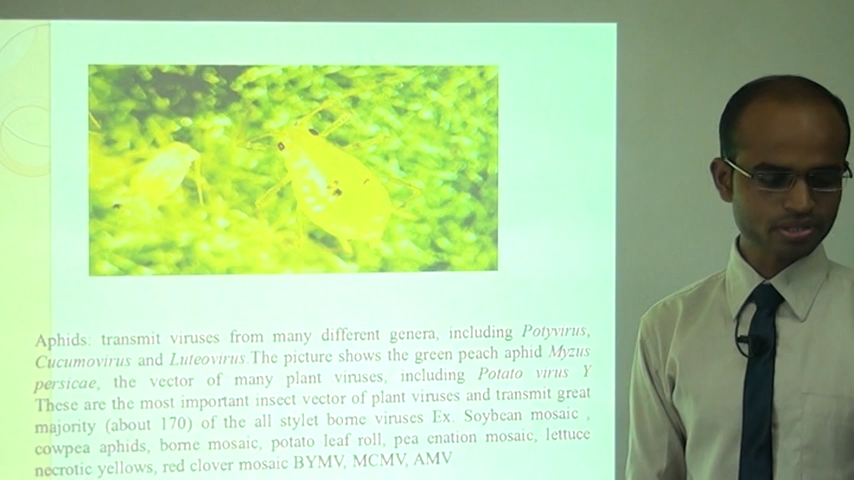 Aphids: transmit viruses from many different genera, including Potyvirus,
Cucumovirus and Luteovirus.The picture shows the green peach aphid Myzus
persicae, the vector of many plant viruses, including Potato virus Y
These are the most important insect vector of plant viruses and transmit great
majority (about 170) of the all stylet borne viruses Ex. Soybean mosaic ,
cowpea aphids, borne mosaic, potato leaf roll, pea enation mosaic, lettuce
necrotic yellows, red clover mosaic BYMV, MCMV, AMV